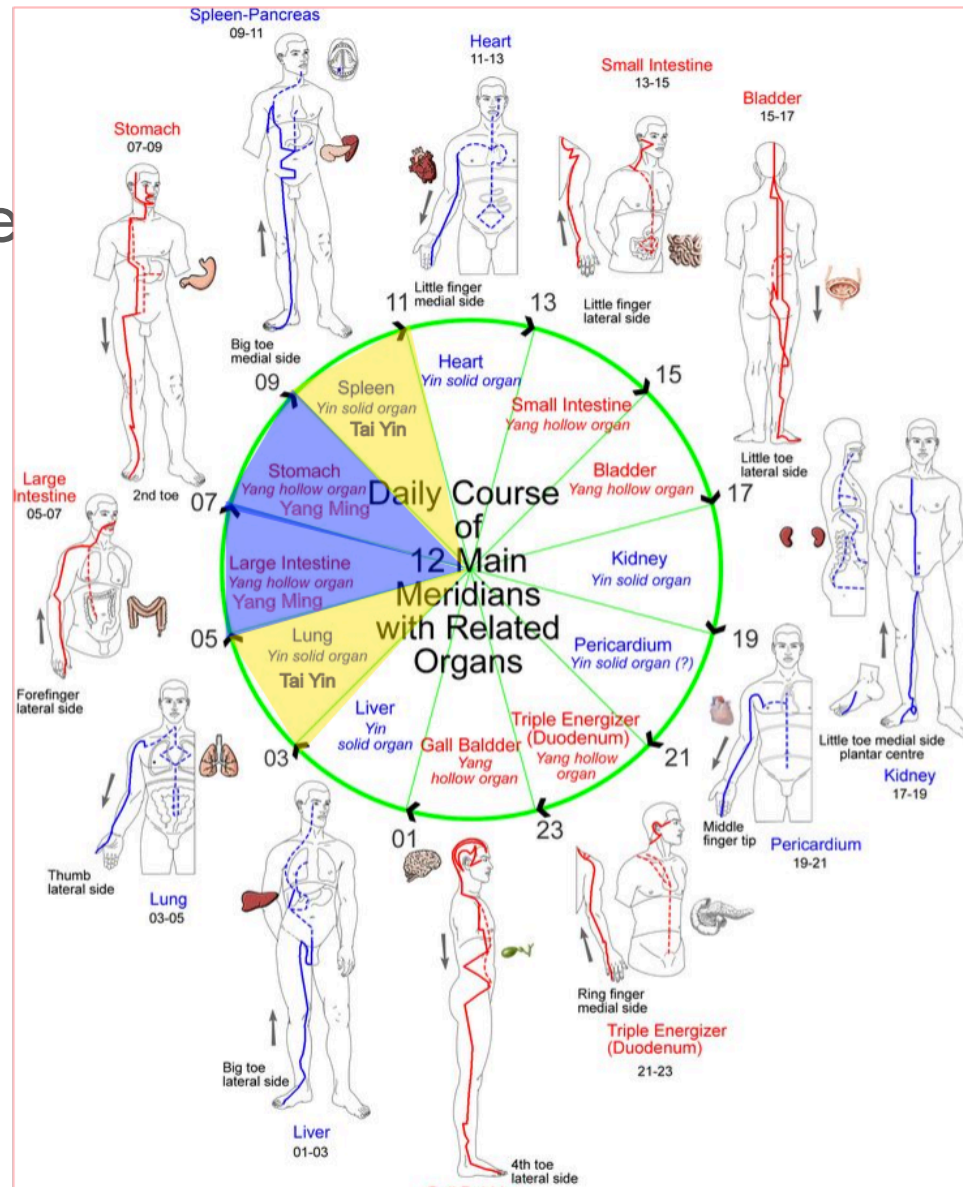 Spleen-Pancreas
09-11
Heart
11-13
Small Intestine
13-15
Bladder
15-17
Stomach
07-09
e
Little finger
medial side
Little finger
lateral side
Big toe
medial side
Little toe
lateral side
2nd toe
Large
Intestine
05-07
Forefinger
lateral side
11
13
09
15
07
17
05
19
03
21
01
23
Heart
Yin solid organ
Spleen
Yin solid organ
Tai Yin
Small Intestine
Yang hollow organ
Stomach
Yang hollow organ
Yang Ming
Bladder
Yang hollow organ
Daily Course
of
12 Main
Meridians
with Related
Organs
Large Intestine
Yang hollow organ
Yang Ming
Kidney
Yin solid organ
Lung
Yin solid organ
Tai Yin
Pericardium
Yin solid organ (?)
Liver
Yin
solid organ
Gall Baldder
Yang
hollow organ
Triple Energizer
(Duodenum)
Yang hollow
organ
Little toe medial side
plantar centre
Kidney
17-19
Middle
finger tip
Pericardium
19-21
Thumb
lateral side
Lung
03-05
Ring finger
medial side
Triple Energizer
(Duodenum)
21-23
Big toe
lateral side
Liver
01-03
4th toe
lateral side